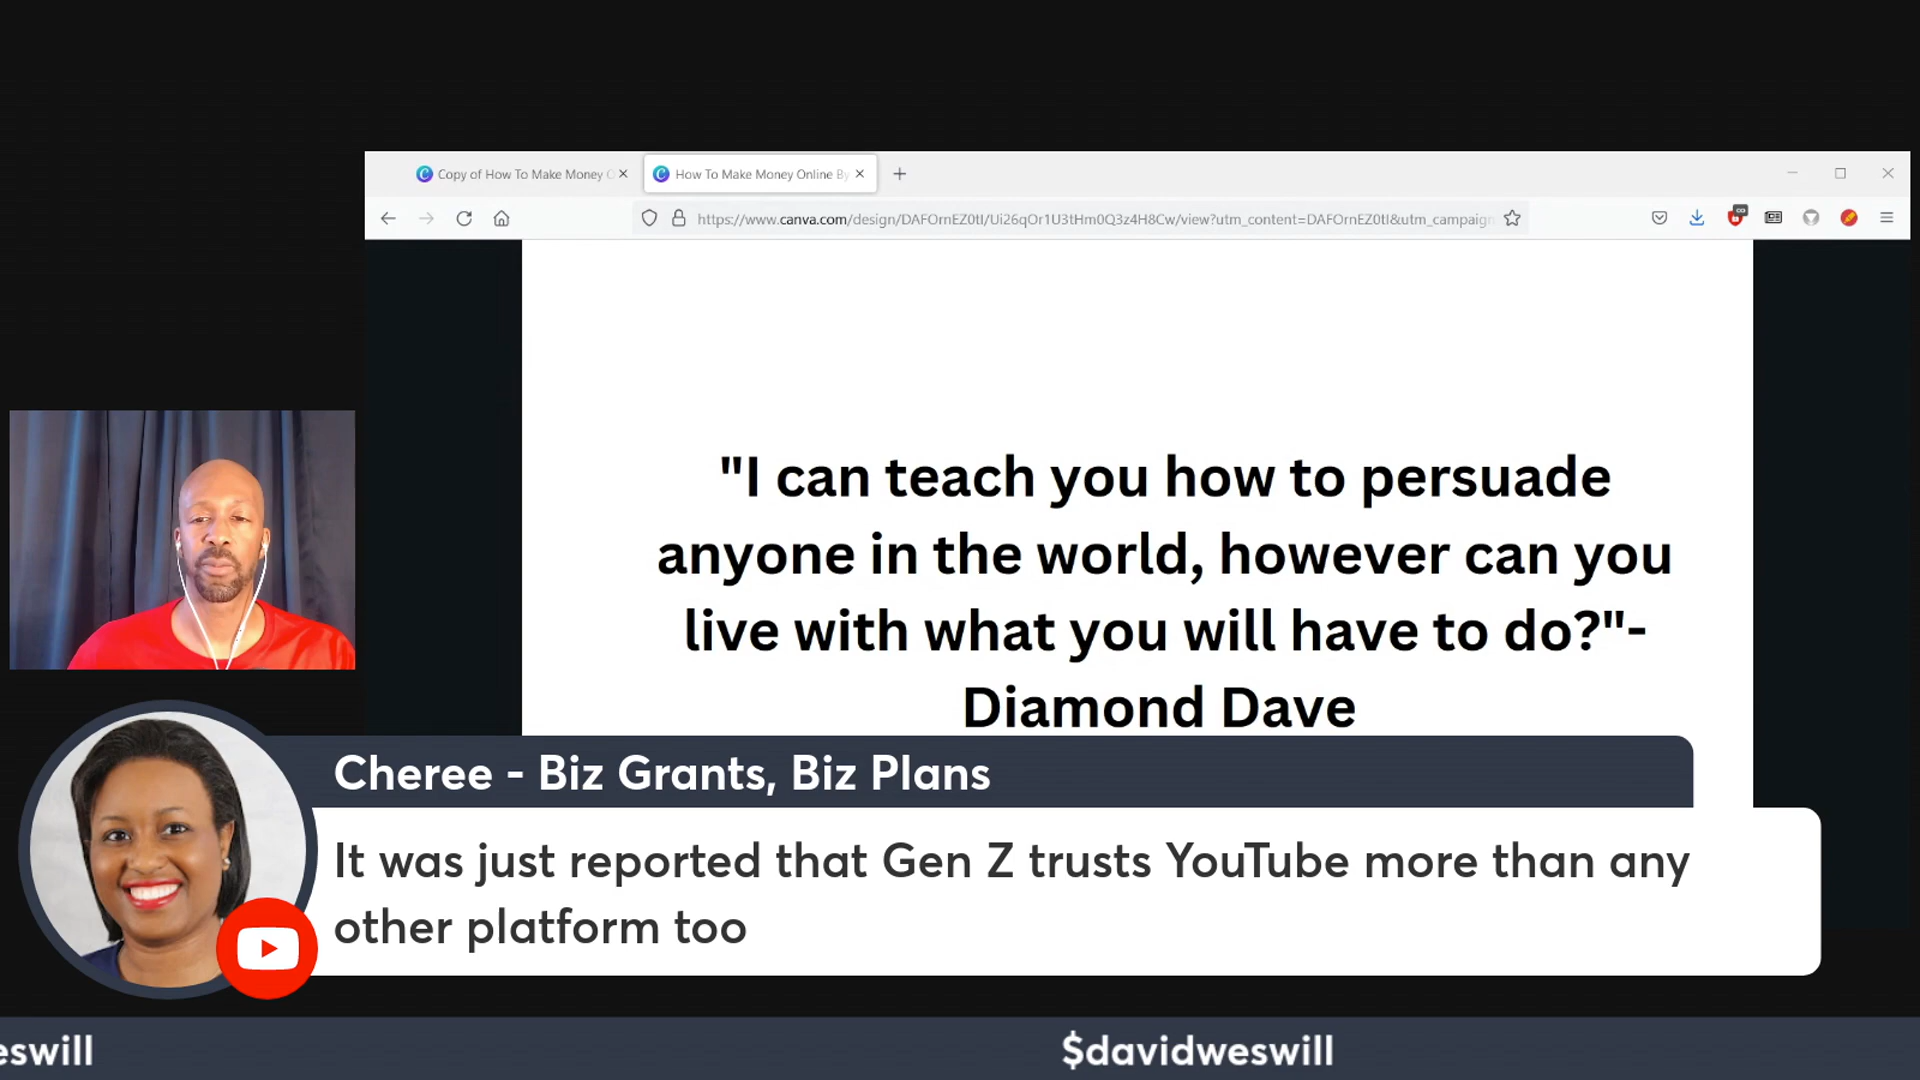 Copy of How To Make Money O
How To Make Money Online By
https://www.canva.com/design/DAFOrnEZ0tI/Ui26qOr1U3tHm0Q3z4H8Cw/view?utm_content=DAFOrnEZ0tI&utm_campaign
"I can teach you how to persuade
anyone in the world, however can you
live with what you will have to do?"-
Diamond Dave
Cheree - Biz Grants, Biz Plans
It was just reported that Gen Z trusts YouTube more than any
other platform too
eswill
$davidweswill